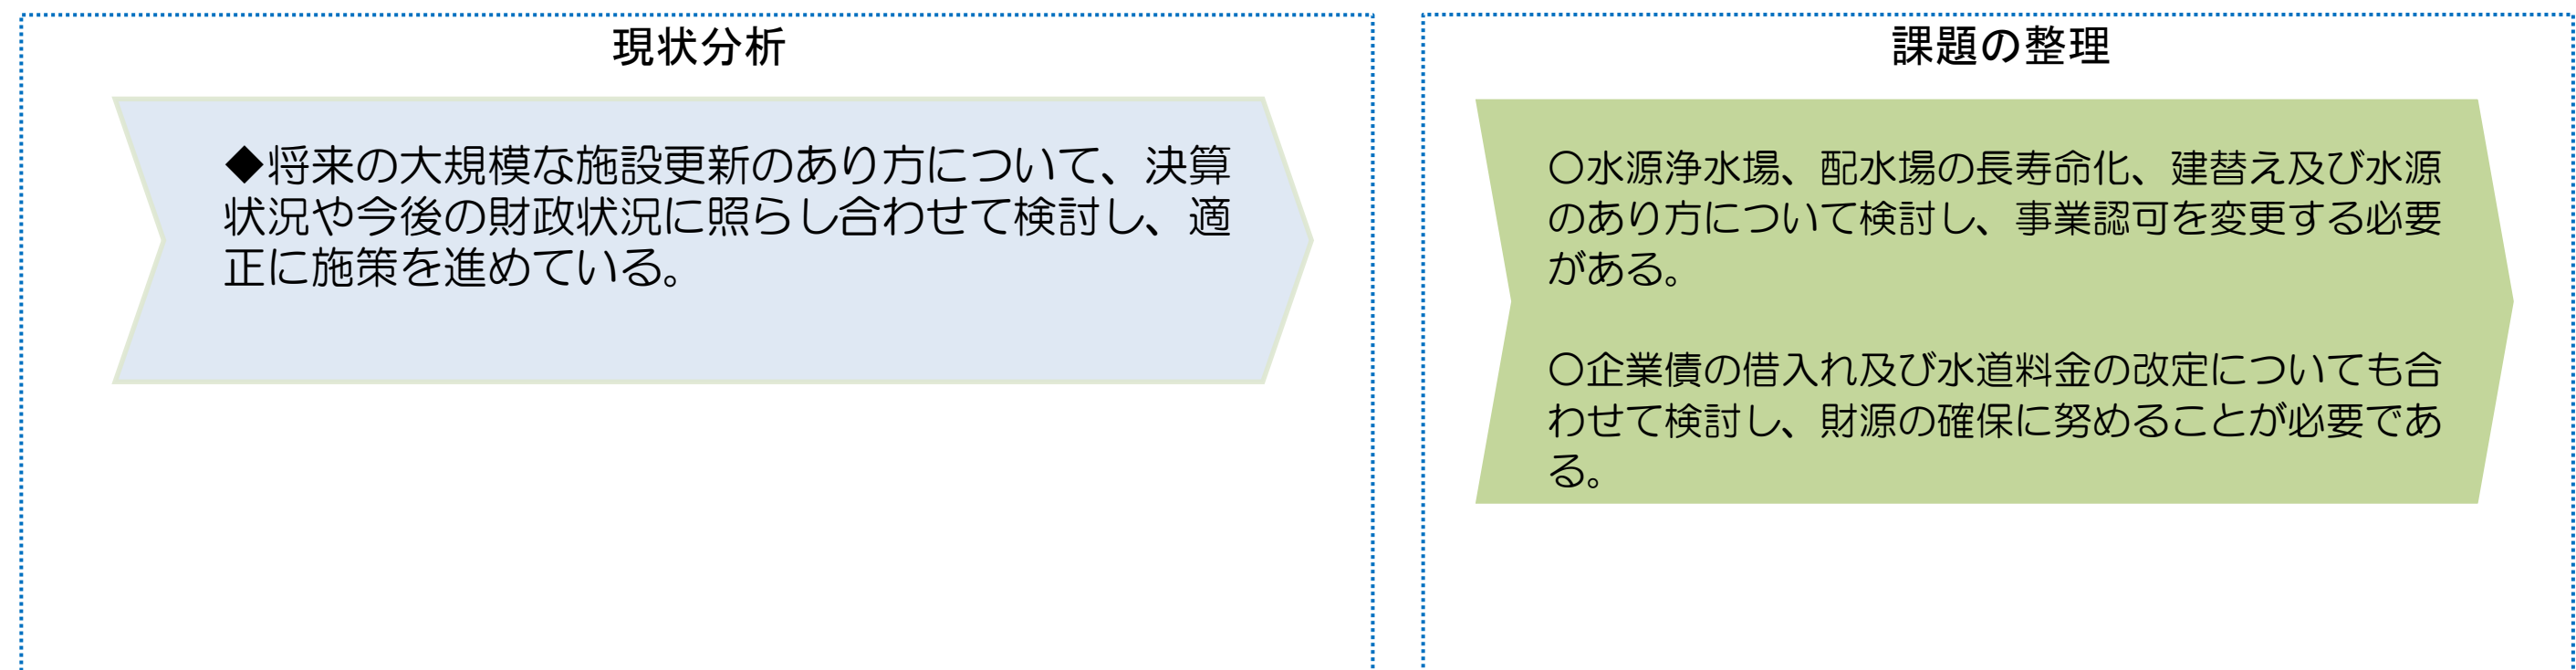 現状分析
◆将来の大規模な施設更新のあり方について、決算
状況や今後の財政状況に照らし合わせて検討し、適
正に施策を進めている。
課題の整理
〇水源浄水場、配水場の長寿命化、建替え及び水源
のあり方について検討し、事業認可を変更する必要
がある。
〇企業債の借入れ及び水道料金の改定についても合
わせて検討し、財源の確保に努めることが必要であ
る。